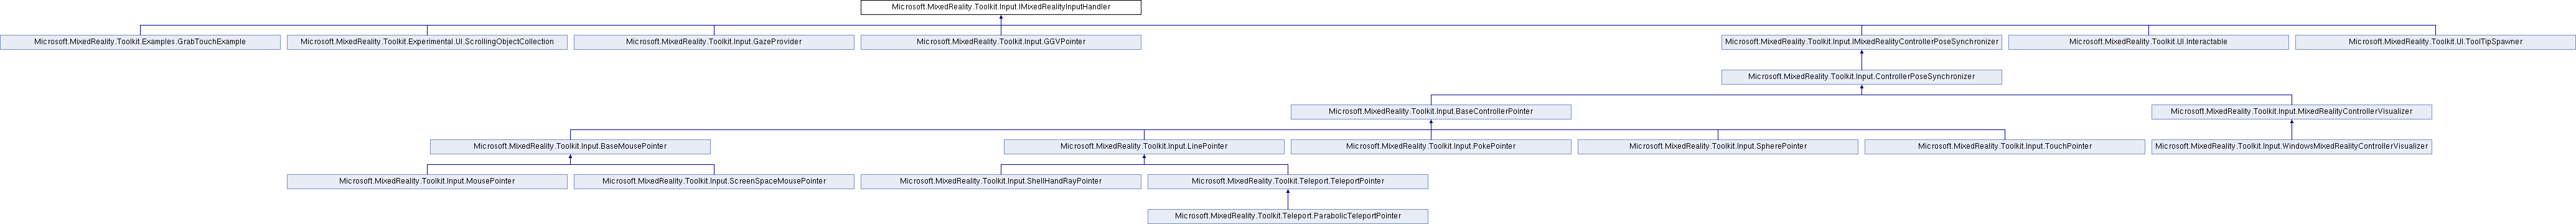 Microsoft.MixedReality.Toolkit.Input.IMixedRealityInputHandler
Microsoft.MixedReality.Toolkit.Examples.GrabTouchExample
Microsoft.MixedReality.Toolkit.Experimental.UI.ScrollingObjectCollection
Microsoft.MixedReality.Toolkit.Input.GazeProvider
Microsoft.MixedReality.Toolkit.Input.GGVPointer
Microsoft.MixedReality.Toolkit.Input.IMixedRealityControllerPoseSynchronizer
Microsoft.MixedReality.Toolkit.UI.Interactable
Microsoft.MixedReality.Toolkit.UI.ToolTipSpawner
Microsoft.MixedReality.Toolkit.Input.ControllerPoseSynchronizer
Microsoft.MixedReality.Toolkit.Input.BaseControllerPointer
Microsoft.MixedReality.Toolkit.Input.MixedRealityControllerVisualizer
Microsoft.MixedReality.Toolkit.Input.BaseMousePointer
Microsoft.MixedReality.Toolkit.Input.LinePointer
Microsoft.MixedReality.Toolkit.Input.PokePointer
Microsoft.MixedReality.Toolkit.Input.SpherePointer
Microsoft.MixedReality.Toolkit.Input.TouchPointer
Microsoft.MixedReality.Toolkit.Input.WindowsMixedRealityControllerVisualizer
Microsoft.MixedReality.Toolkit.Input.MousePointer
Microsoft.MixedReality.Toolkit.Input.ScreenSpaceMousePointer
Microsoft.MixedReality.Toolkit.Input.ShellHandRayPointer
Microsoft.MixedReality.Toolkit.Teleport.TeleportPointer
Microsoft.MixedReality.Toolkit.Teleport.ParabolicTeleportPointer